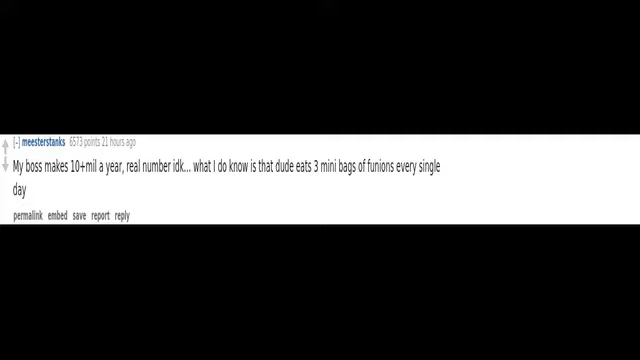 [-] meesterstanks 6573 points 21 hours ago
My boss makes 10+mil a year, real number idk... what I do know is that dude eats 3 mini bags of funions every single
day
permalink embed save report reply